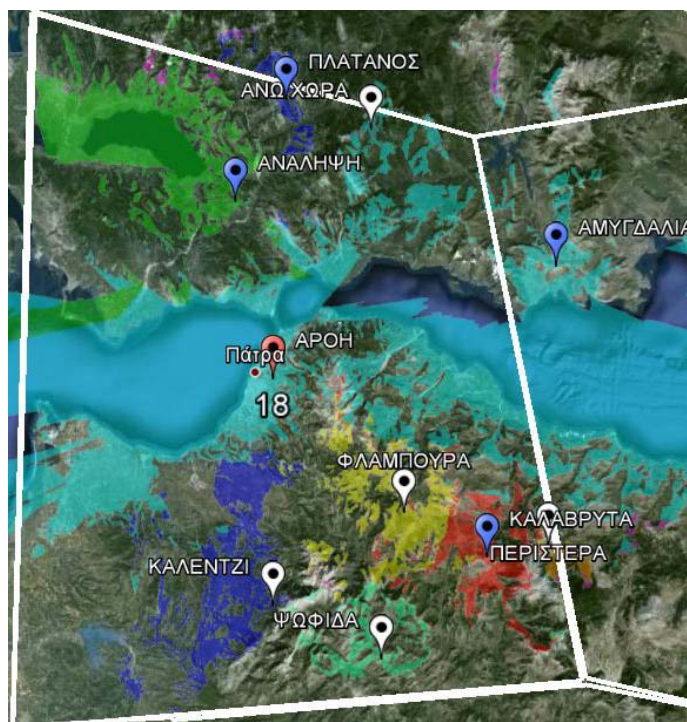 ΠΛΑΤΑΝΟΣ
ΑΝΩ ΧΩΡΑ
ΑΝΑΛΗΨΗ
ΑΜΥΓΔΑΛΙΑ
ΑΡΟΗ
Πάτρα
18
ΦΛΑΜΠΟΥΡΑ
ΚΑΛΑΒΡΥΤΑ
ΠΕΡΙΣΤΕΡΑ
ΚΑΛΕΝΤΖΙ
ΨΩΦΙΔΑ